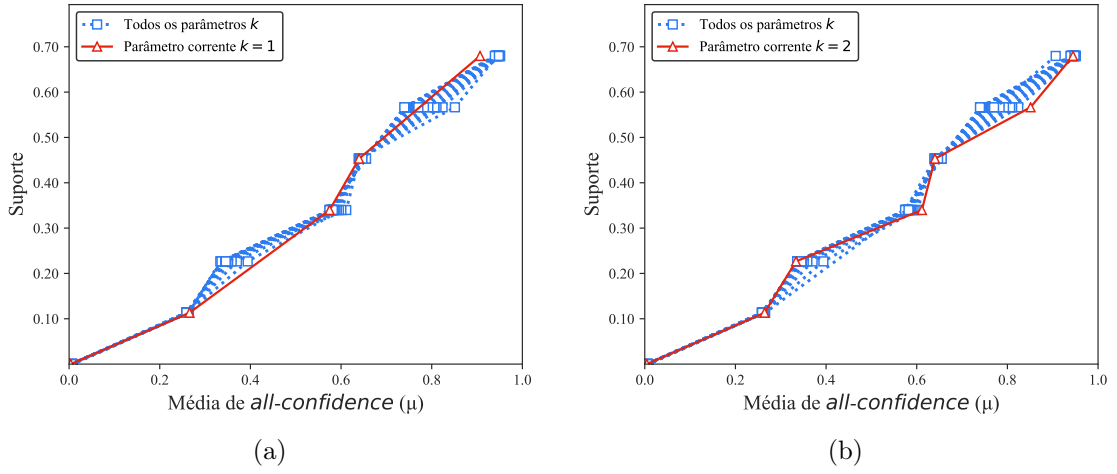 Todos os parâmetros k
Parâmetro corrente k = 1
0.70
0.60
0.50
0.40
0.30
0.20
0.10
Suporte
0.0 0.2 0.4 0.6 0.8 1.0
Média de all-confidence (μ)
(a)
Todos os parâmetros k
Parâmetro corrente k = 2
0.70
0.60
0.50
0.40
0.30
0.20
0.10
Suporte
0.0 0.2 0.4 0.6 0.8 1.0
Média de all-confidence (μ)
(b)